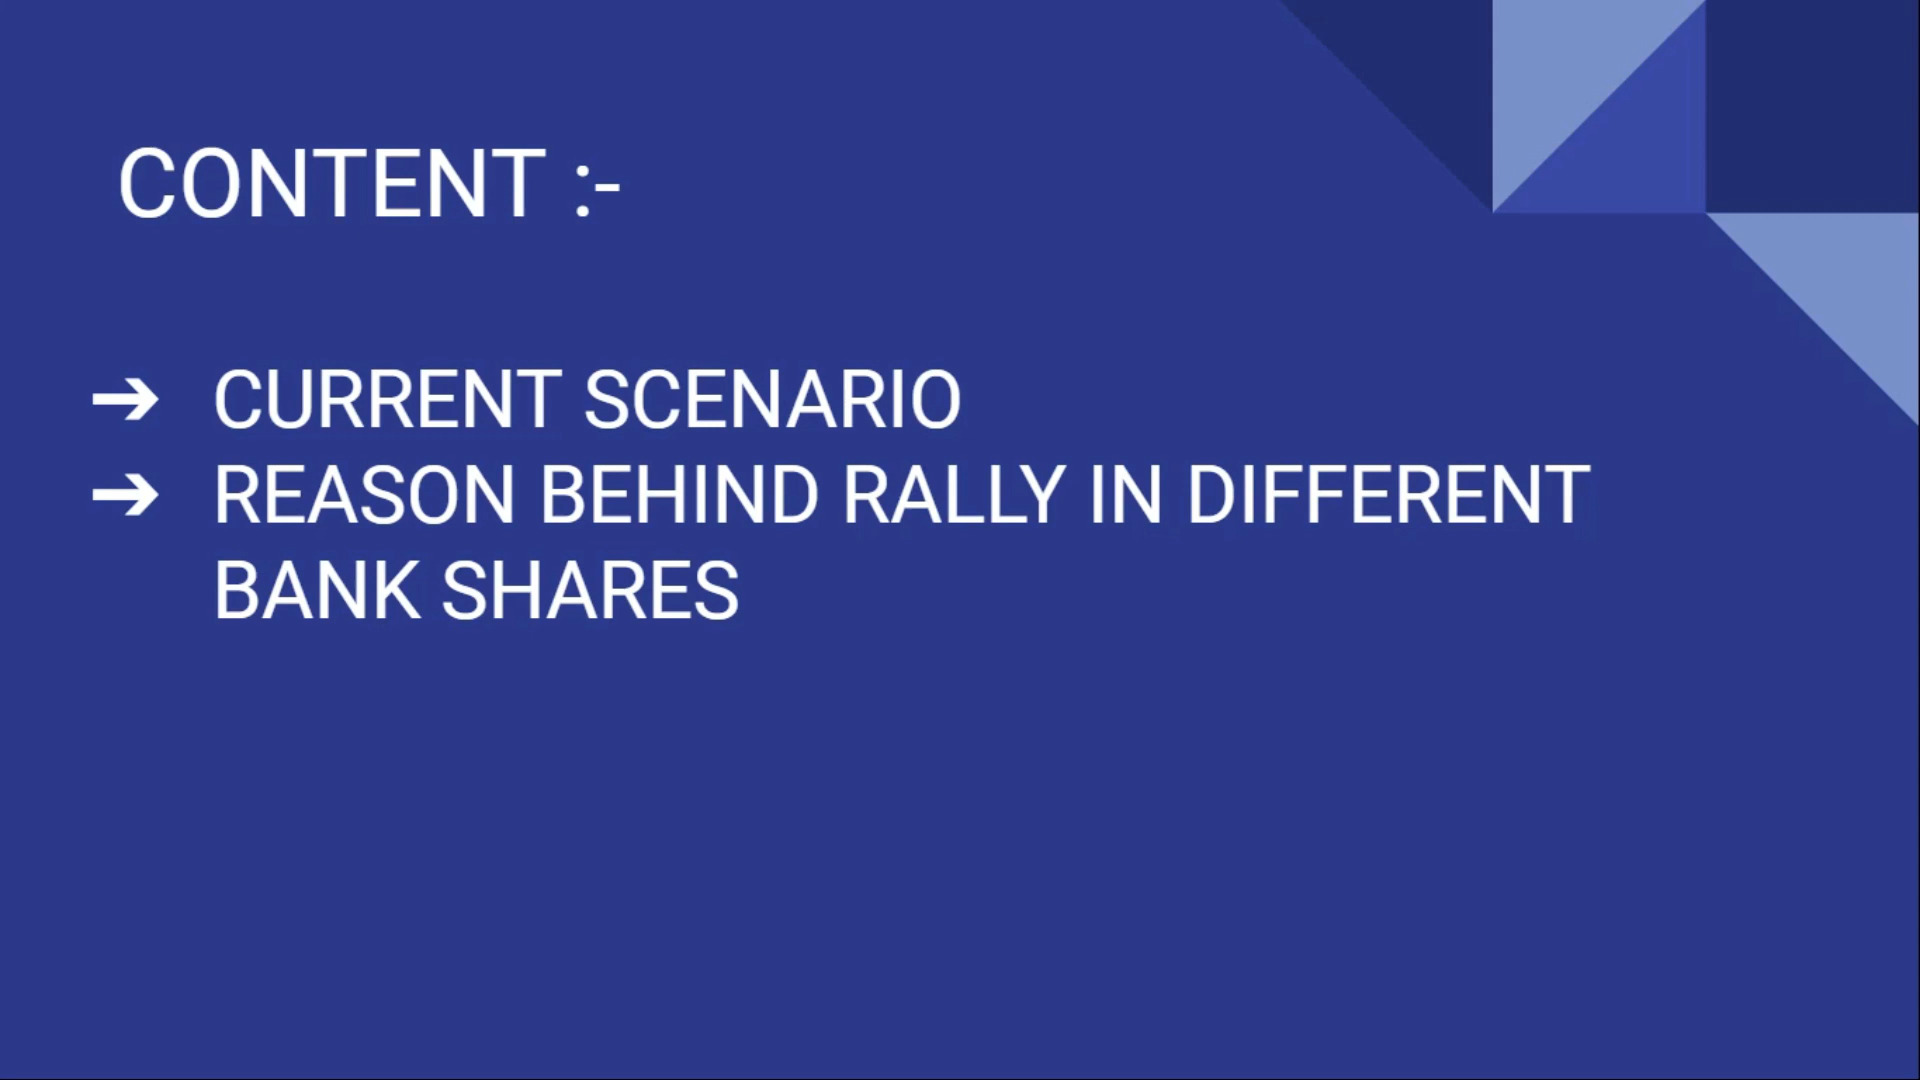 CONTENT :-
➔ CURRENT SCENARIO
➔ REASON BEHIND RALLY IN DIFFERENT
BANK SHARES